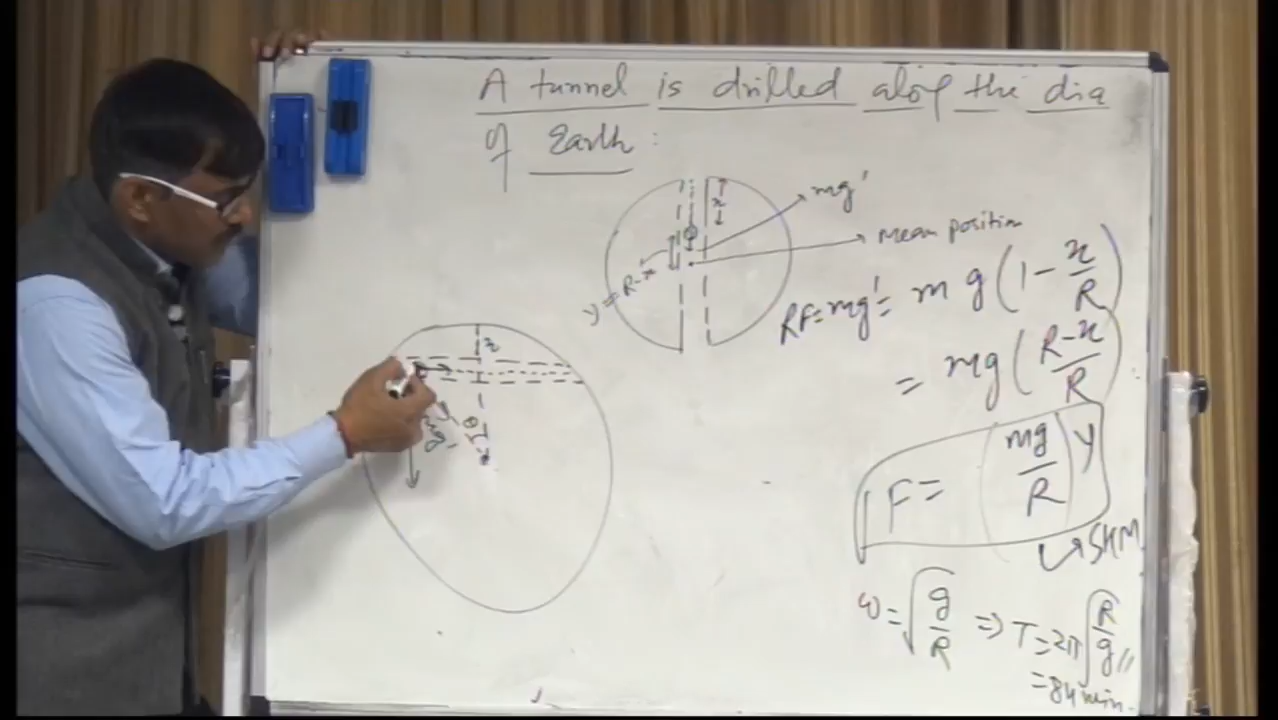 A tunnel is drilled along the dia
of Earth :
x
mg'
Mean position
y = R-x
RF = mg' = mg(1 - x/R)
= mg(R-x/R)
F = (mg/R) y
SHM
ω = √g/R => T = 2π√R/g
= 84 min.
x
θ